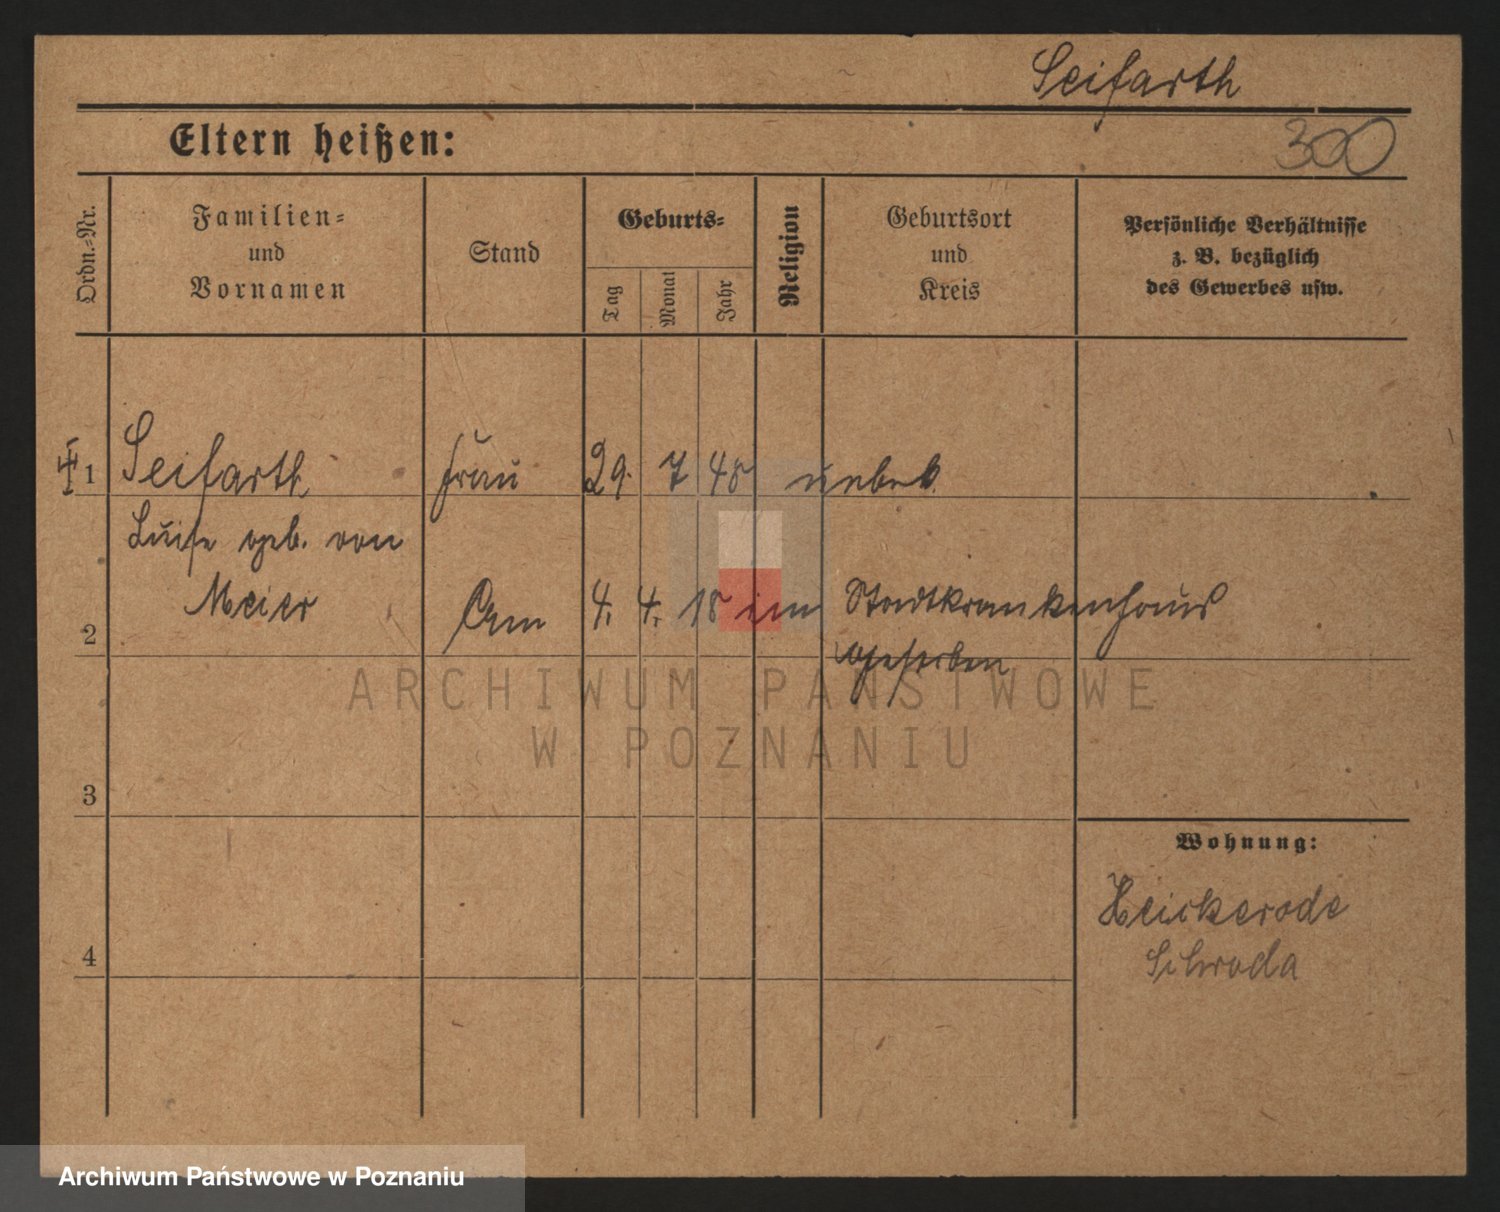 Seifarth
Eltern heißen:
300
Ordn.-Nr.
Familien-
und
Vornamen
Stand
Geburts-
Tag
Monat
Jahr
Religion
Geburtsort
und
Kreis
Persönliche Verhältnisse
z. B. bezüglich
des Gewerbes usw.
1 Seifarth Frau 29. 7 48 unbek.
Luise geb. von
Meier
2 Am 4. 4. 18 im Stadtkrankenhaus
gestorben
ARCHIWUM PAŃSTWOWE
W POZNANIU
3
Wohnung:
Heickerode
Schroda
4
Archiwum Państwowe w Poznaniu